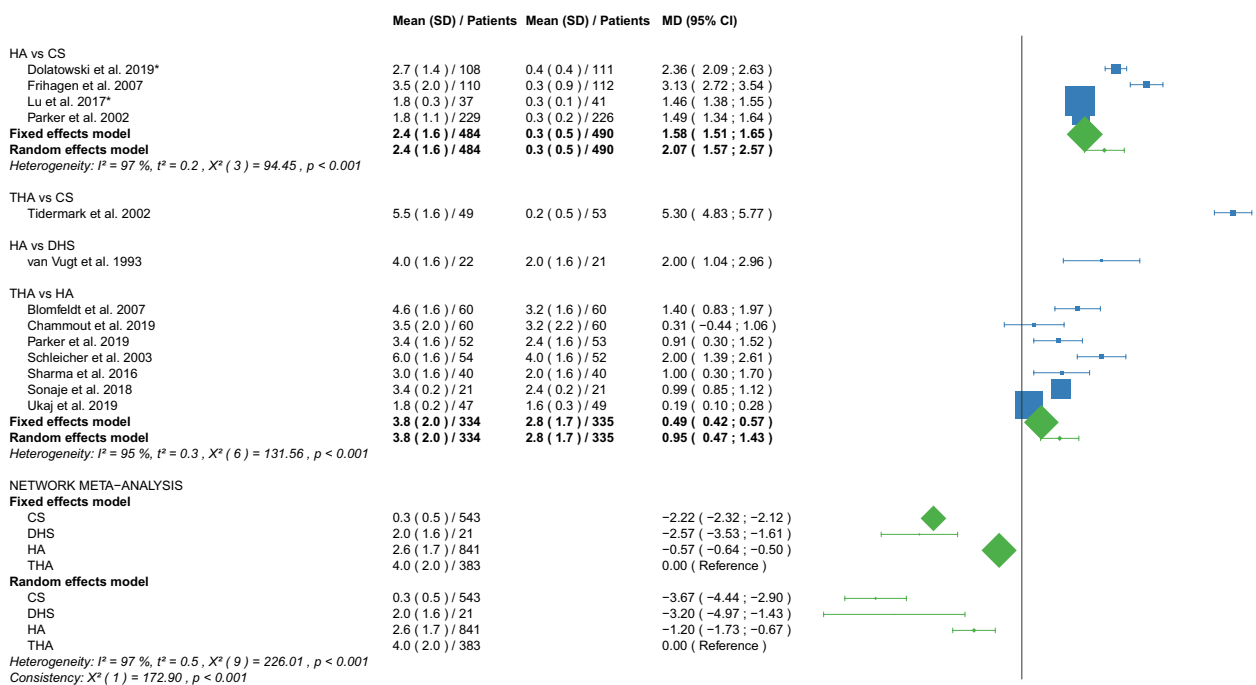 Mean (SD) / Patients Mean (SD) / Patients MD (95% CI)
HA vs CS
Dolatowski et al. 2019* 2.7 ( 1.4 ) / 108 0.4 ( 0.4 ) / 111 2.36 ( 2.09 ; 2.63 )
Frihagen et al. 2007 3.5 ( 2.0 ) / 110 0.3 ( 0.9 ) / 112 3.13 ( 2.72 ; 3.54 )
Lu et al. 2017* 1.8 ( 0.3 ) / 37 0.3 ( 0.1 ) / 41 1.46 ( 1.38 ; 1.55 )
Parker et al. 2002 1.8 ( 1.1 ) / 229 0.3 ( 0.2 ) / 226 1.49 ( 1.34 ; 1.64 )
Fixed effects model 2.4 ( 1.6 ) / 484 0.3 ( 0.5 ) / 490 1.58 ( 1.51 ; 1.65 )
Random effects model 2.4 ( 1.6 ) / 484 0.3 ( 0.5 ) / 490 2.07 ( 1.57 ; 2.57 )
Heterogeneity: I² = 97 %, t² = 0.2 , X² ( 3 ) = 94.45 , p < 0.001
THA vs CS
Tidermark et al. 2002 5.5 ( 1.6 ) / 49 0.2 ( 0.5 ) / 53 5.30 ( 4.83 ; 5.77 )
HA vs DHS
van Vugt et al. 1993 4.0 ( 1.6 ) / 22 2.0 ( 1.6 ) / 21 2.00 ( 1.04 ; 2.96 )
THA vs HA
Blomfeldt et al. 2007 4.6 ( 1.6 ) / 60 3.2 ( 1.6 ) / 60 1.40 ( 0.83 ; 1.97 )
Chammout et al. 2019 3.5 ( 2.0 ) / 60 3.2 ( 2.2 ) / 60 0.31 ( −0.44 ; 1.06 )
Parker et al. 2019 3.4 ( 1.6 ) / 52 2.4 ( 1.6 ) / 53 0.91 ( 0.30 ; 1.52 )
Schleicher et al. 2003 6.0 ( 1.6 ) / 54 4.0 ( 1.6 ) / 52 2.00 ( 1.39 ; 2.61 )
Sharma et al. 2016 3.0 ( 1.6 ) / 40 2.0 ( 1.6 ) / 40 1.00 ( 0.30 ; 1.70 )
Sonaje et al. 2018 3.4 ( 0.2 ) / 21 2.4 ( 0.2 ) / 21 0.99 ( 0.85 ; 1.12 )
Ukaj et al. 2019 1.8 ( 0.2 ) / 47 1.6 ( 0.3 ) / 49 0.19 ( 0.10 ; 0.28 )
Fixed effects model 3.8 ( 2.0 ) / 334 2.8 ( 1.7 ) / 335 0.49 ( 0.42 ; 0.57 )
Random effects model 3.8 ( 2.0 ) / 334 2.8 ( 1.7 ) / 335 0.95 ( 0.47 ; 1.43 )
Heterogeneity: I² = 95 %, t² = 0.3 , X² ( 6 ) = 131.56 , p < 0.001
NETWORK META−ANALYSIS
Fixed effects model
CS 0.3 ( 0.5 ) / 543 −2.22 ( −2.32 ; −2.12 )
DHS 2.0 ( 1.6 ) / 21 −2.57 ( −3.53 ; −1.61 )
HA 2.6 ( 1.7 ) / 841 −0.57 ( −0.64 ; −0.50 )
THA 4.0 ( 2.0 ) / 383 0.00 ( Reference )
Random effects model
CS 0.3 ( 0.5 ) / 543 −3.67 ( −4.44 ; −2.90 )
DHS 2.0 ( 1.6 ) / 21 −3.20 ( −4.97 ; −1.43 )
HA 2.6 ( 1.7 ) / 841 −1.20 ( −1.73 ; −0.67 )
THA 4.0 ( 2.0 ) / 383 0.00 ( Reference )
Heterogeneity: I² = 97 %, t² = 0.5 , X² ( 9 ) = 226.01 , p < 0.001
Consistency: X² ( 1 ) = 172.90 , p < 0.001